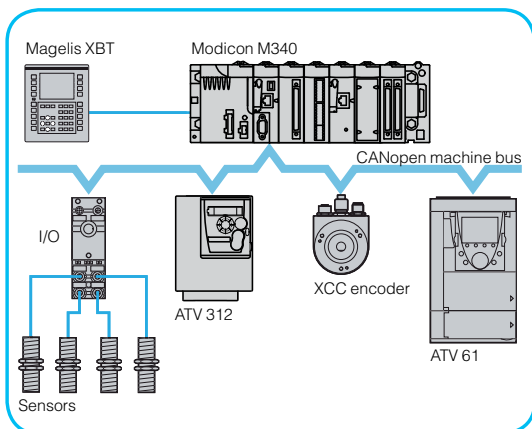 Magelis XBT
Modicon M340
CANopen machine bus
I/O
ATV 312
XCC encoder
ATV 61
Sensors